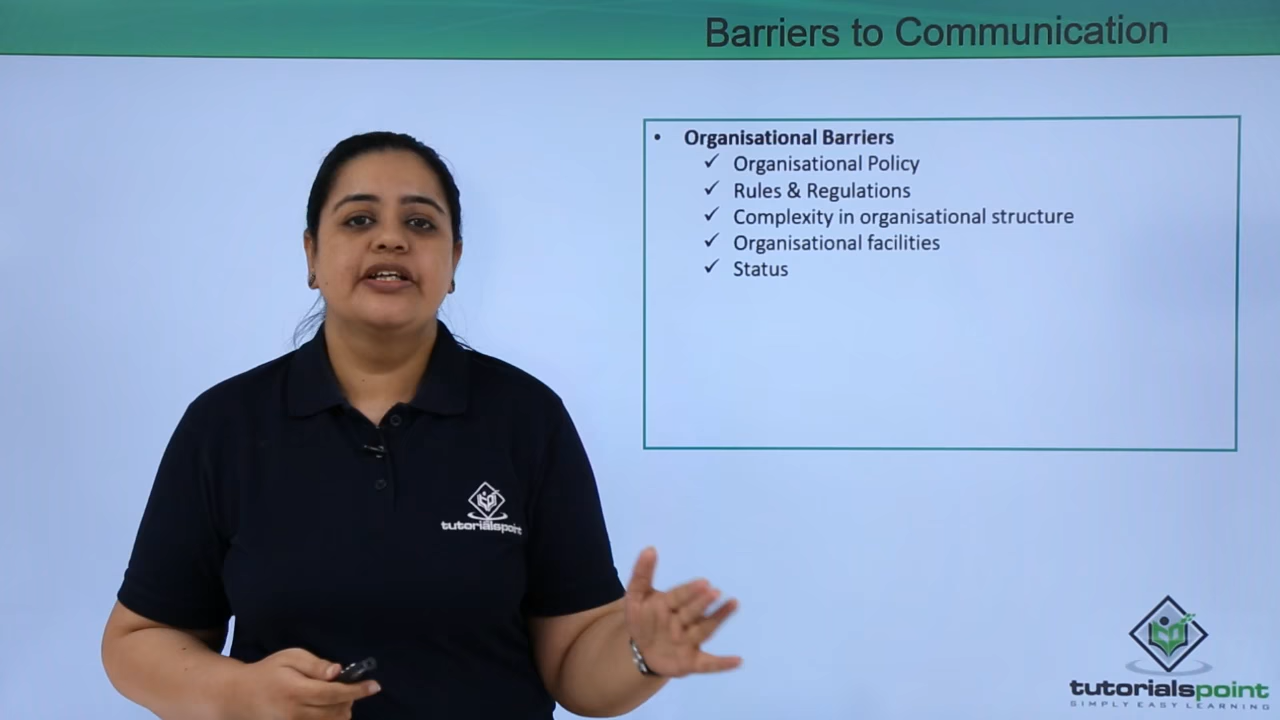 Barriers to Communication
• Organisational Barriers
✓ Organisational Policy
✓ Rules & Regulations
✓ Complexity in organisational structure
✓ Organisational facilities
✓ Status
tutorialspoint
tutorialspoint
SIMPLY EASY LEARNING